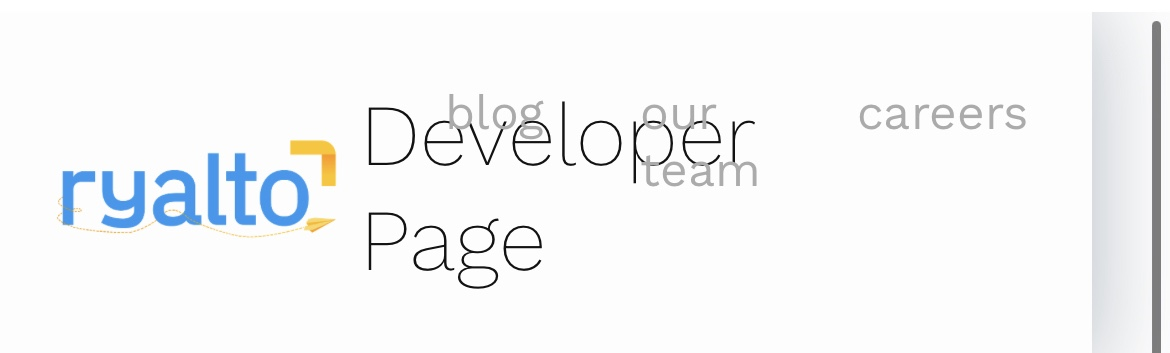 blog our careers
Developer
team
ryalto
Page